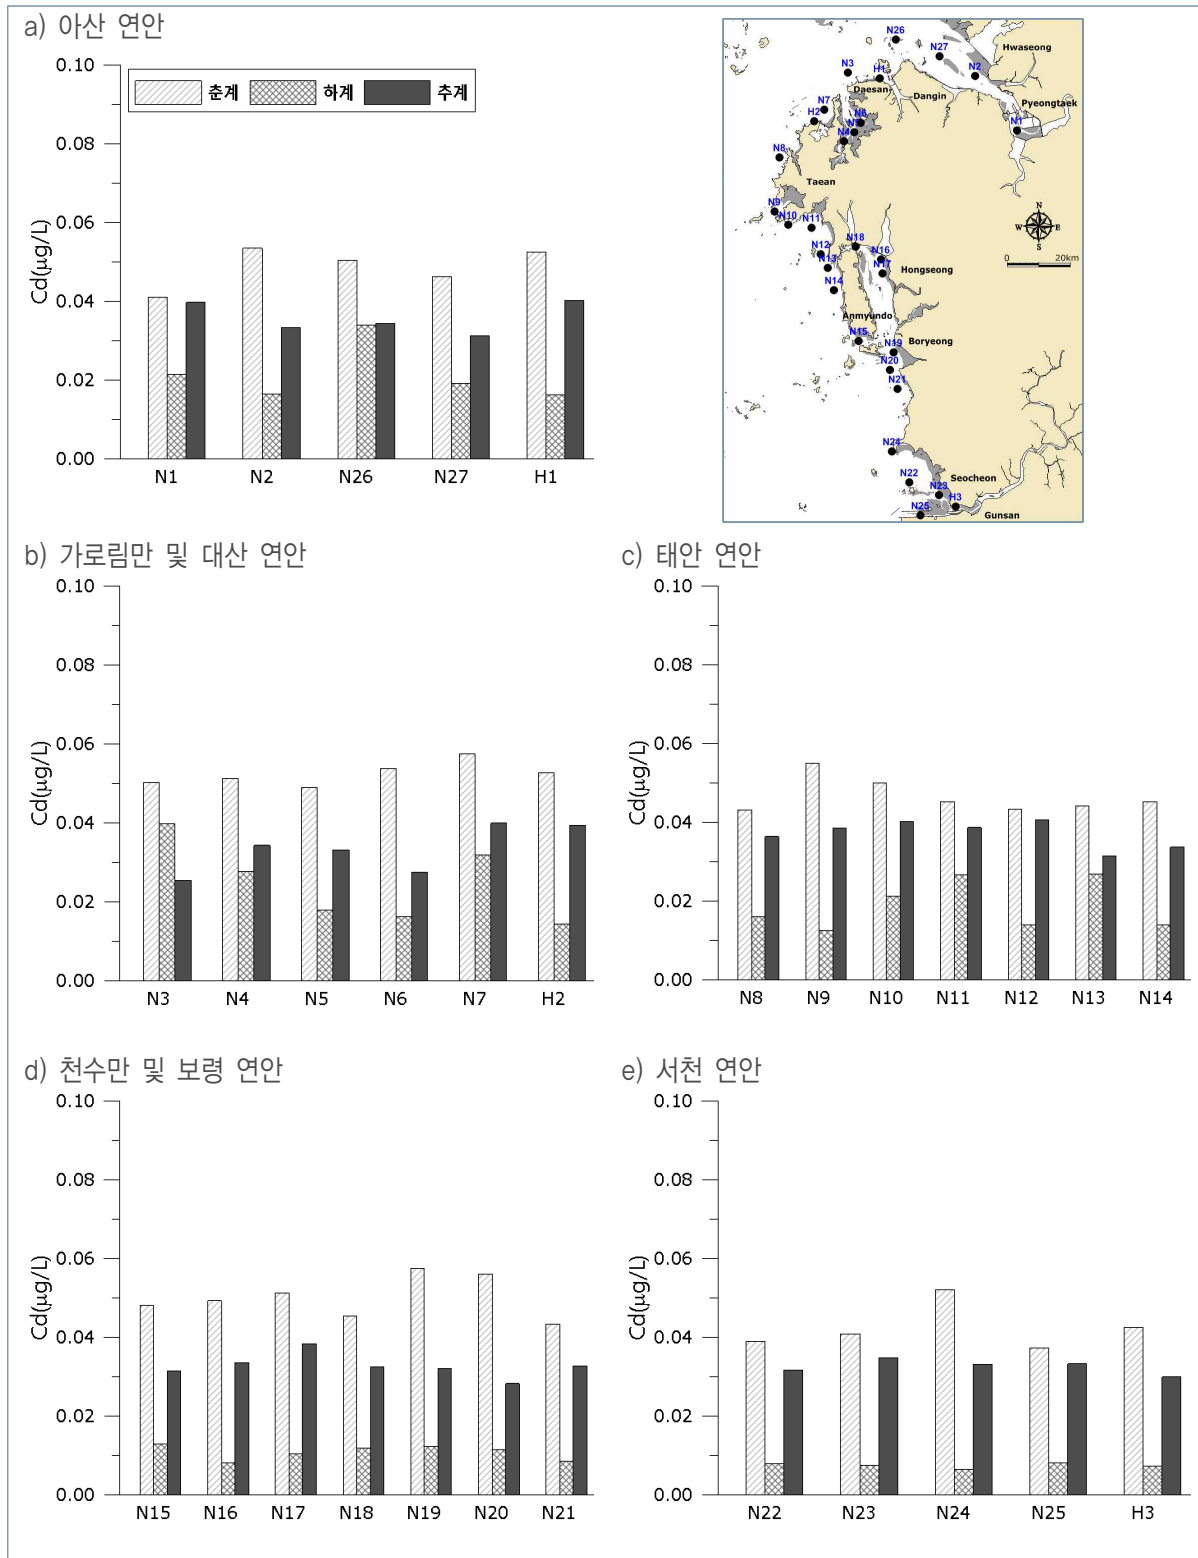 a) 아산 연안
0.10
0.08
0.06
0.04
0.02
0.00
Cd(μg/L)
춘계 하계 추계
N1 N2 N26 N27 H1
N26
N27
Hwaseong
N3
H1
N2
Daesan
Dangin
Pyeongtaek
N7
H2
N6
N5
N4
N1
N8
Taean
N9
N10
N11
N12
N13
N14
N18
N16
N17
Hongseong
N
W E
S
0 20km
Anmyundo
N15
N19
Boryeong
N20
N21
N24
N22
Seocheon
N23
H3
N25
Gunsan
b) 가로림만 및 대산 연안
0.10
0.08
0.06
0.04
0.02
0.00
Cd(μg/L)
N3 N4 N5 N6 N7 H2
c) 태안 연안
0.10
0.08
0.06
0.04
0.02
0.00
Cd(μg/L)
N8 N9 N10 N11 N12 N13 N14
d) 천수만 및 보령 연안
0.10
0.08
0.06
0.04
0.02
0.00
Cd(μg/L)
N15 N16 N17 N18 N19 N20 N21
e) 서천 연안
0.10
0.08
0.06
0.04
0.02
0.00
Cd(μg/L)
N22 N23 N24 N25 H3